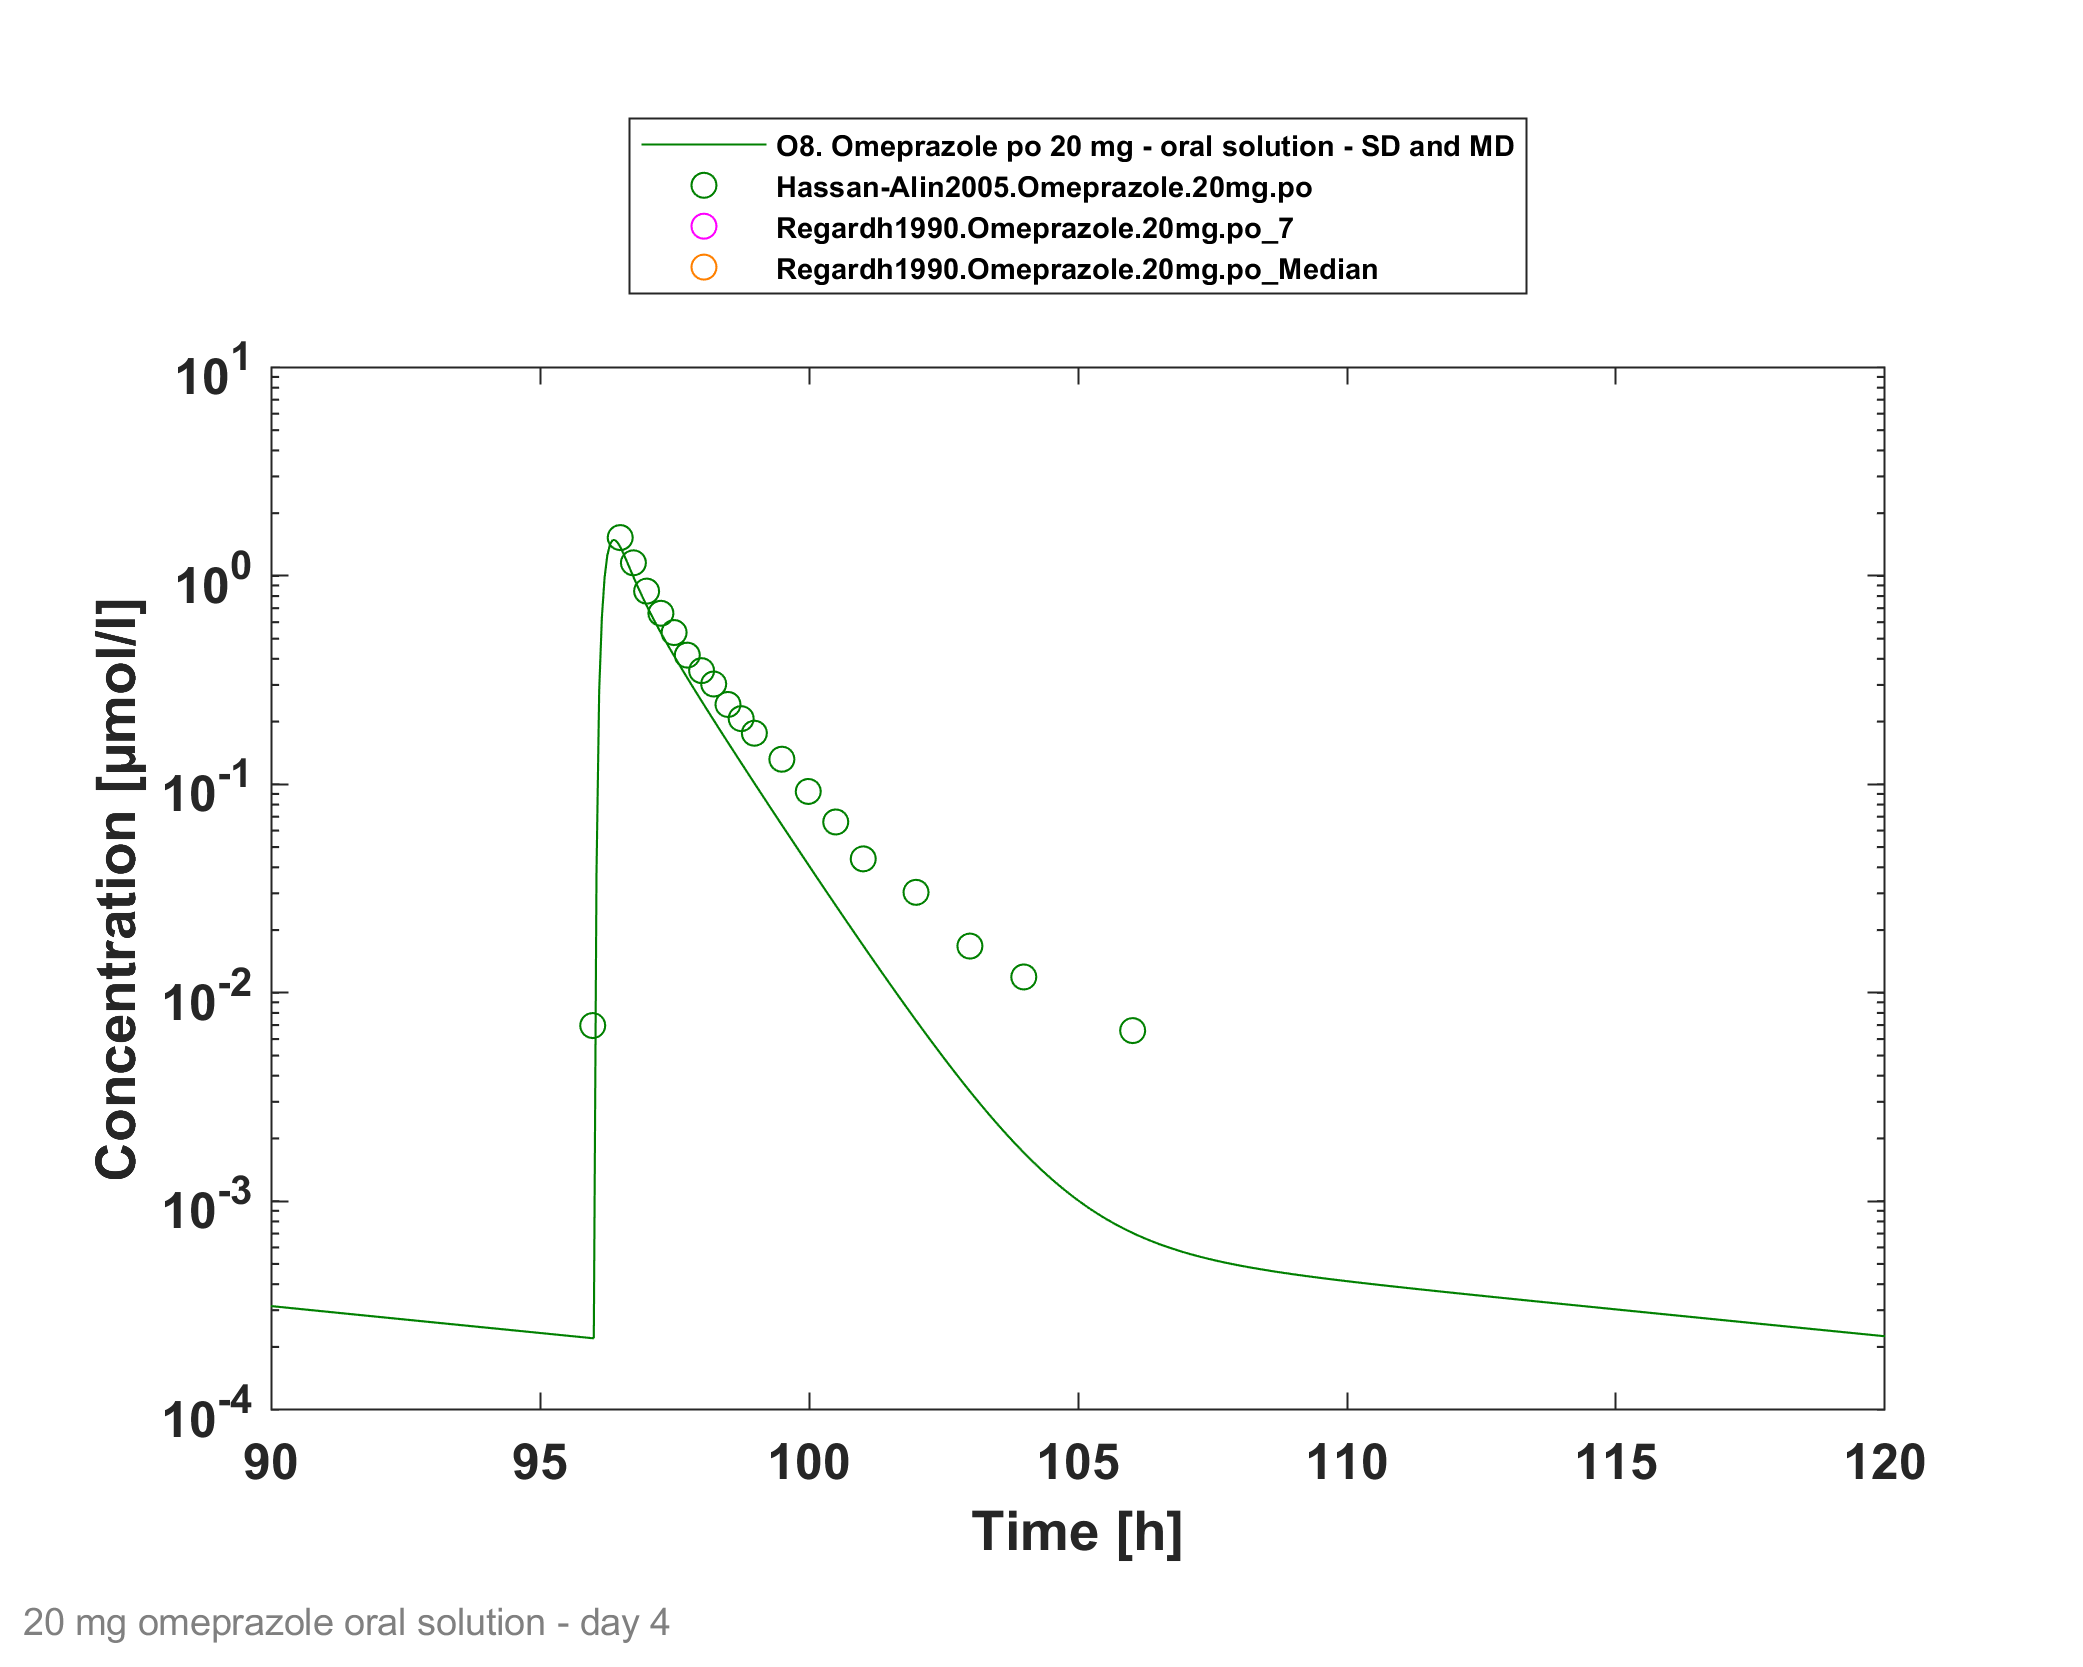 O8. Omeprazole po 20 mg - oral solution - SD and MD
Hassan-Alin2005.Omeprazole.20mg.po
Regardh1990.Omeprazole.20mg.po_7
Regardh1990.Omeprazole.20mg.po_Median
10^1
10^0
10^-1
10^-2
10^-3
10^-4
Concentration [µmol/l]
90 95 100 105 110 115 120
Time [h]
20 mg omeprazole oral solution - day 4